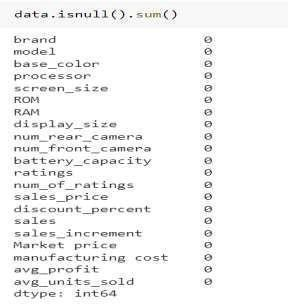 data.isnull().sum()
brand 0
model 0
base_color 0
processor 0
screen_size 0
ROM 0
RAM 0
display_size 0
num_rear_camera 0
num_front_camera 0
battery_capacity 0
ratings 0
num_of_ratings 0
sales_price 0
discount_percent 0
sales 0
sales_increment 0
Market price 0
manufacturing cost 0
avg_profit 0
avg_units_sold 0
dtype: int64